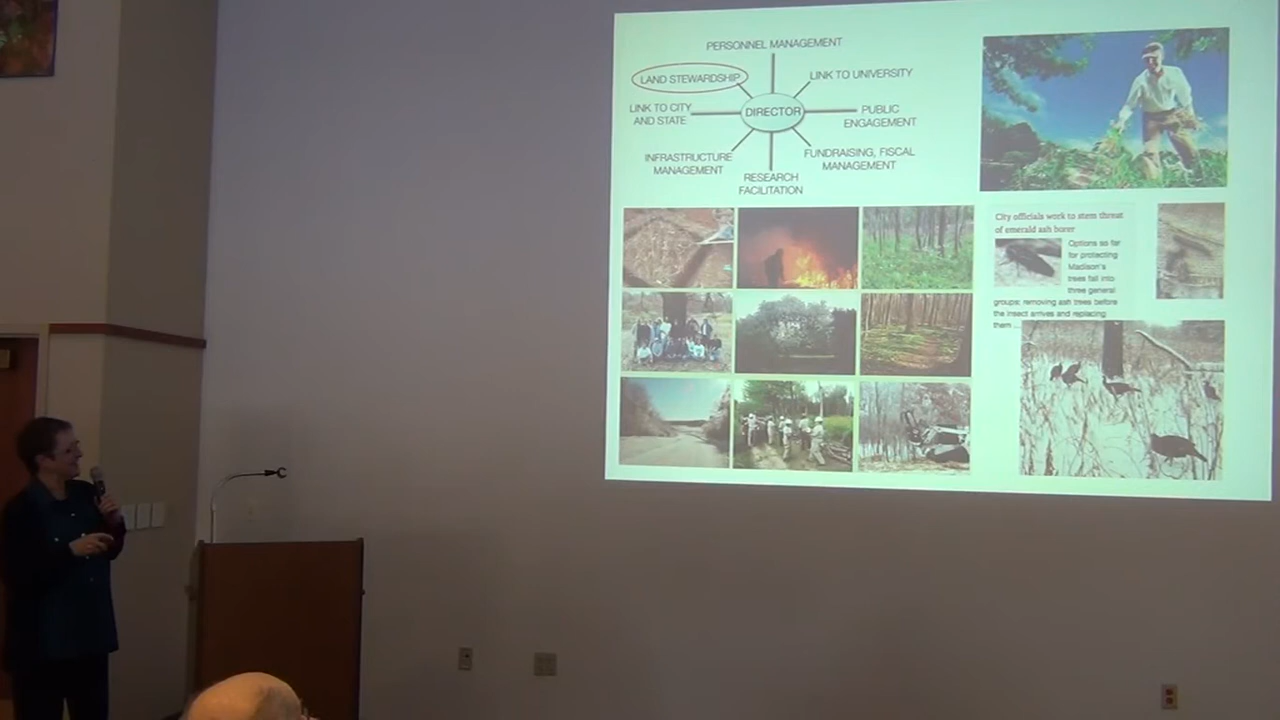 PERSONNEL MANAGEMENT
LAND STEWARDSHIP
LINK TO UNIVERSITY
LINK TO CITY
AND STATE
DIRECTOR
PUBLIC
ENGAGEMENT
INFRASTRUCTURE
MANAGEMENT
FUNDRAISING, FISCAL
MANAGEMENT
RESEARCH
FACILITATION
City officials work to stem threat
of emerald ash borer
Options so far
for protecting
Madison's
trees fall into
three general
groups: removing ash trees before
the insect arrives and replacing
them ...